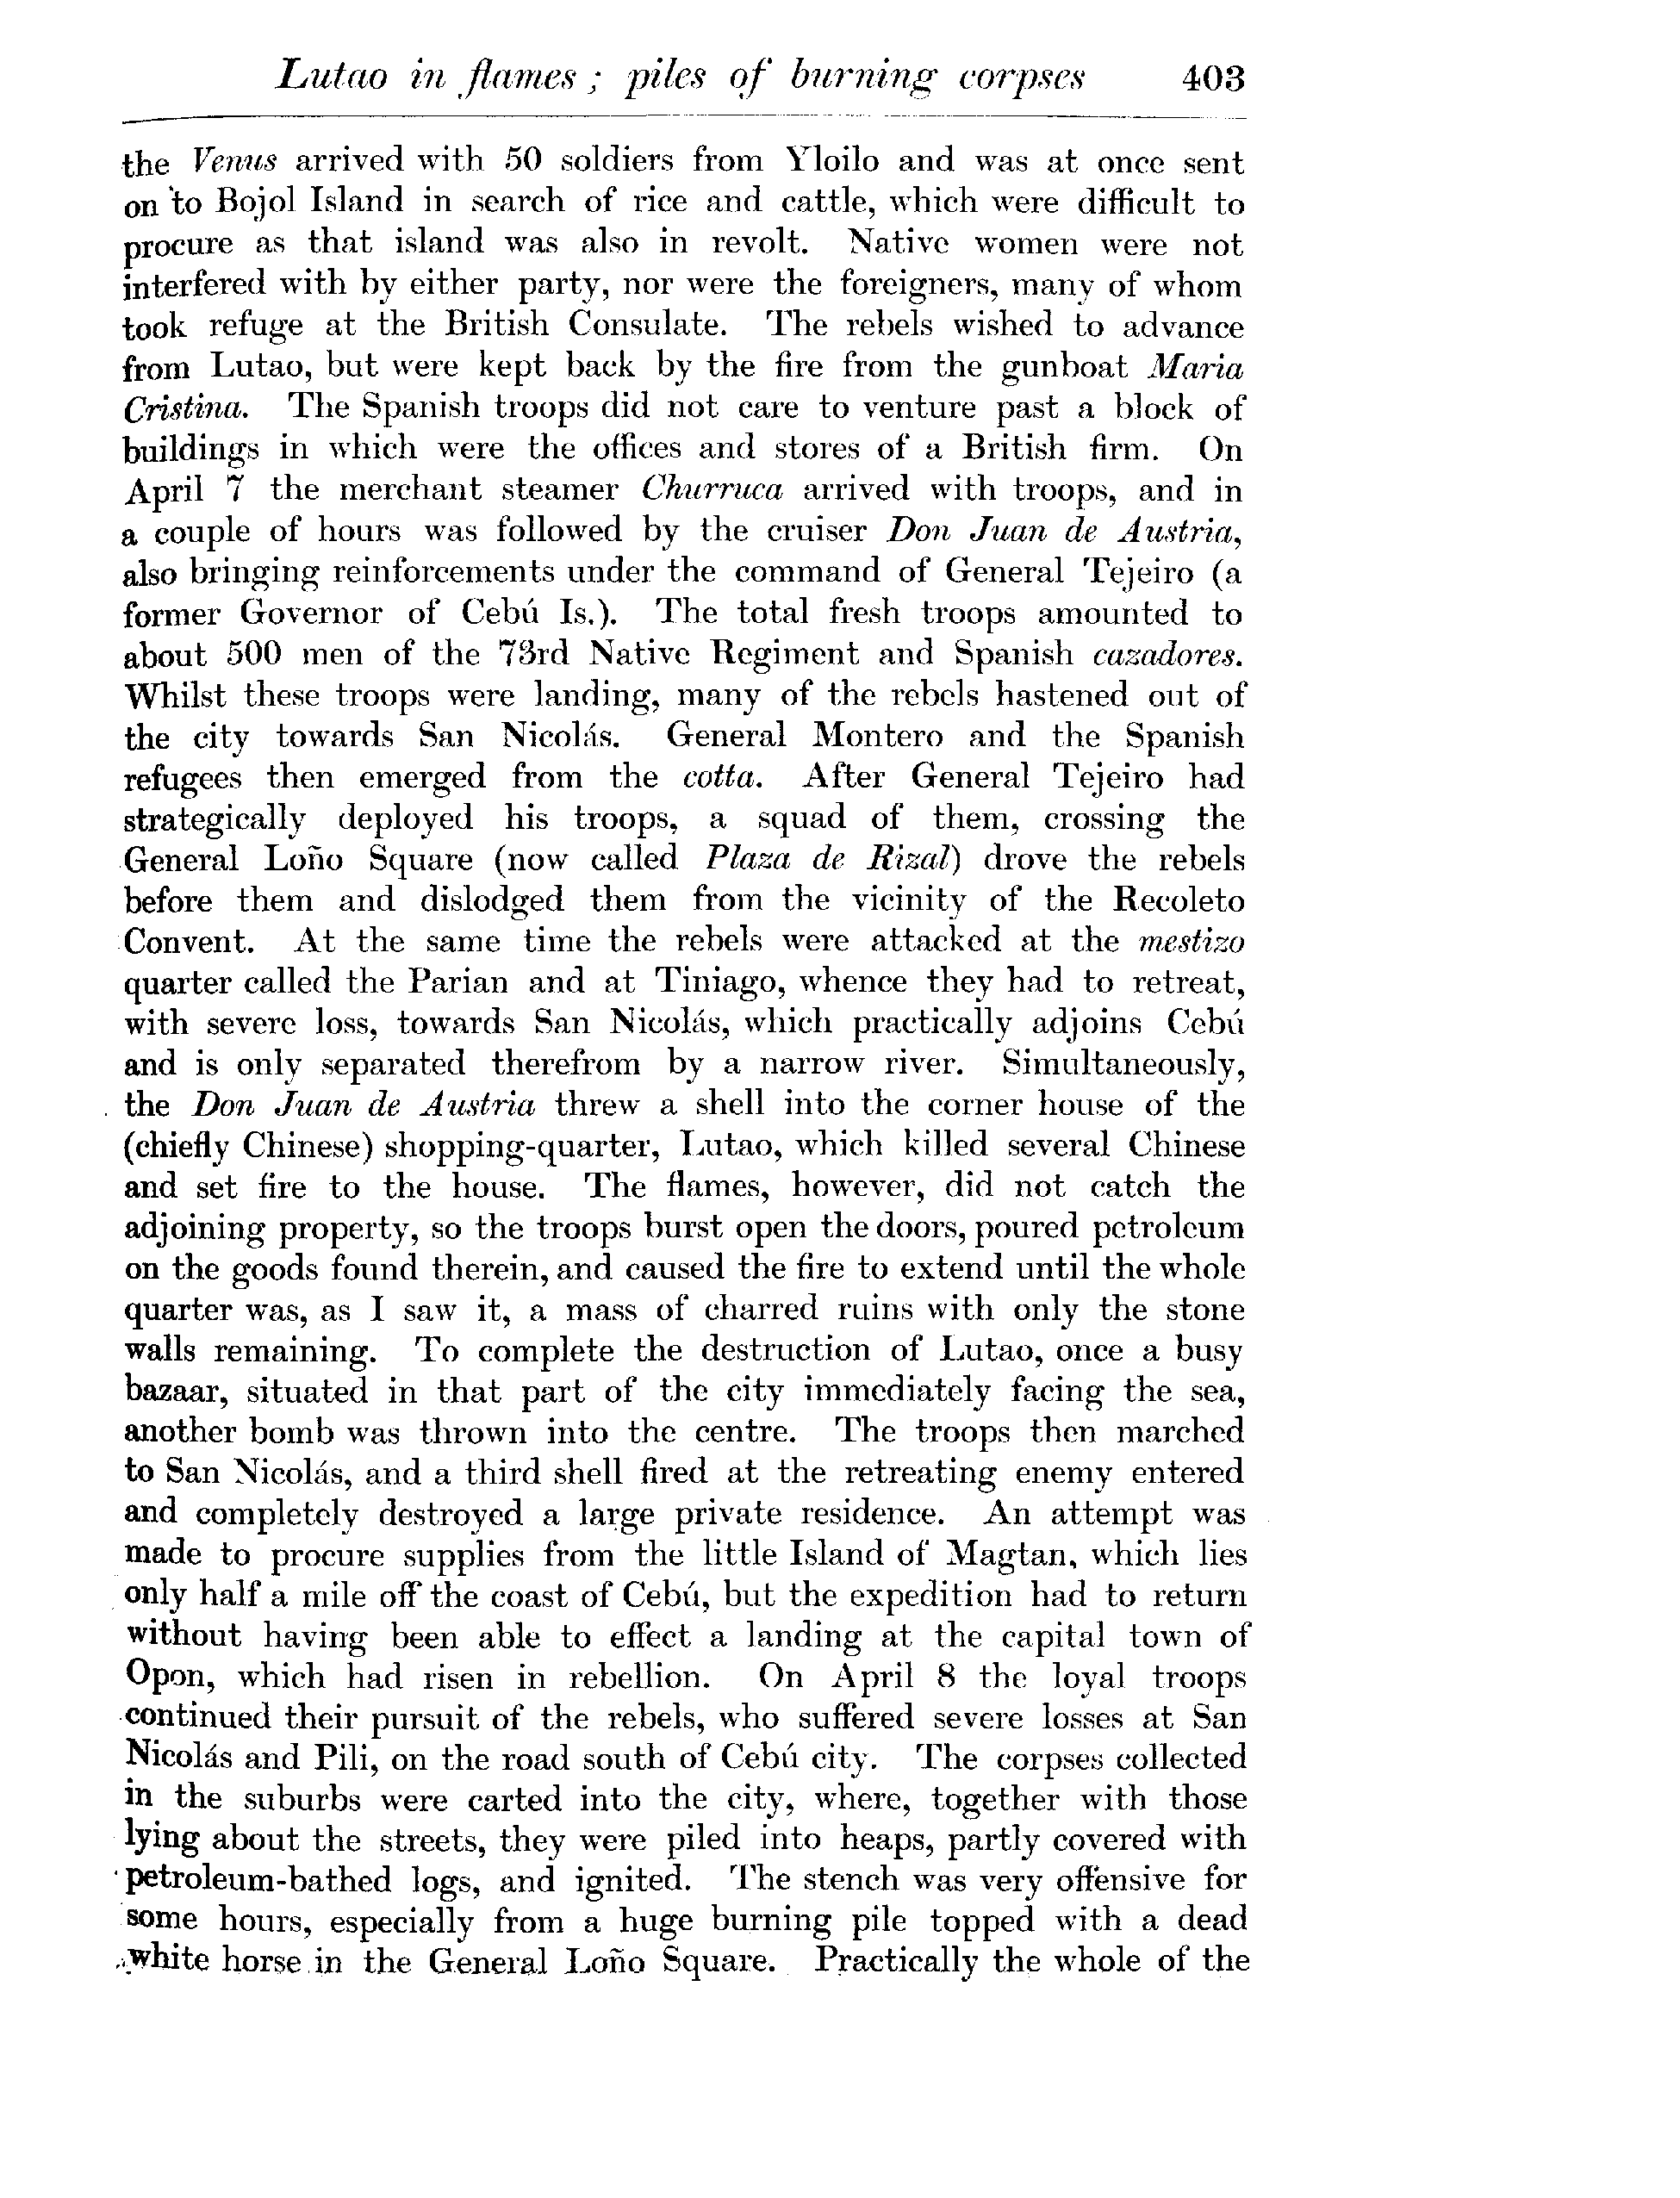 Lutao in flames; piles of burning corpses 403
the Venus arrived with 50 soldiers from Yloilo and was at once sent
on to Bojol Island in search of rice and cattle, which were difficult to
procure as that island was also in revolt. Native women were not
interfered with by either party, nor were the foreigners, many of whom
took refuge at the British Consulate. The rebels wished to advance
from Lutao, but were kept back by the fire from the gunboat Maria
Cristina. The Spanish troops did not care to venture past a block of
buildings in which were the offices and stores of a British firm. On
April 7 the merchant steamer Churruca arrived with troops, and in
a couple of hours was followed by the cruiser Don Juan de Austria,
also bringing reinforcements under the command of General Tejeiro (a
former Governor of Cebú Is.). The total fresh troops amounted to
about 500 men of the 73rd Native Regiment and Spanish cazadores.
Whilst these troops were landing, many of the rebels hastened out of
the city towards San Nicolás. General Montero and the Spanish
refugees then emerged from the cotta. After General Tejeiro had
strategically deployed his troops, a squad of them, crossing the
General Loño Square (now called Plaza de Rizal) drove the rebels
before them and dislodged them from the vicinity of the Recoleto
Convent. At the same time the rebels were attacked at the mestizo
quarter called the Parian and at Tiniago, whence they had to retreat,
with severe loss, towards San Nicolás, which practically adjoins Cebú
and is only separated therefrom by a narrow river. Simultaneously,
the Don Juan de Austria threw a shell into the corner house of the
(chiefly Chinese) shopping-quarter, Lutao, which killed several Chinese
and set fire to the house. The flames, however, did not catch the
adjoining property, so the troops burst open the doors, poured petroleum
on the goods found therein, and caused the fire to extend until the whole
quarter was, as I saw it, a mass of charred ruins with only the stone
walls remaining. To complete the destruction of Lutao, once a busy
bazaar, situated in that part of the city immediately facing the sea,
another bomb was thrown into the centre. The troops then marched
to San Nicolás, and a third shell fired at the retreating enemy entered
and completely destroyed a large private residence. An attempt was
made to procure supplies from the little Island of Magtan, which lies
only half a mile off the coast of Cebú, but the expedition had to return
without having been able to effect a landing at the capital town of
Opon, which had risen in rebellion. On April 8 the loyal troops
continued their pursuit of the rebels, who suffered severe losses at San
Nicolás and Pili, on the road south of Cebú city. The corpses collected
in the suburbs were carted into the city, where, together with those
lying about the streets, they were piled into heaps, partly covered with
petroleum-bathed logs, and ignited. The stench was very offensive for
some hours, especially from a huge burning pile topped with a dead
white horse in the General Loño Square. Practically the whole of the